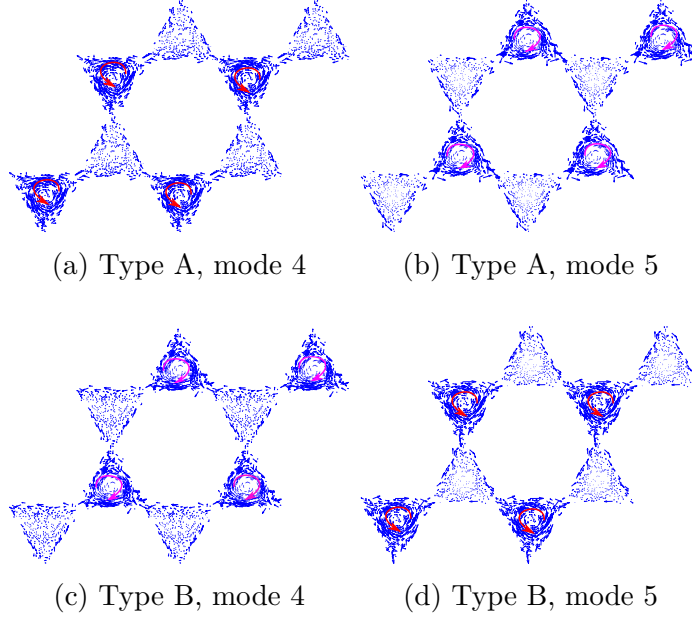 (a) Type A, mode 4
(b) Type A, mode 5
(c) Type B, mode 4
(d) Type B, mode 5